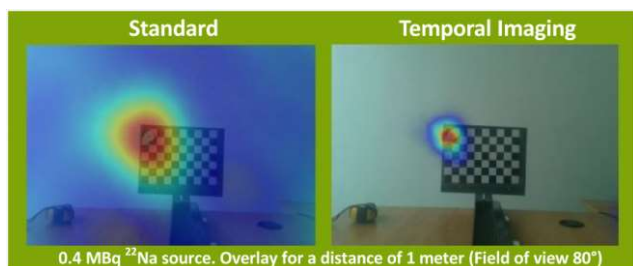 Standard
Temporal Imaging
0.4 MBq ²²Na source. Overlay for a distance of 1 meter (Field of view 80°)